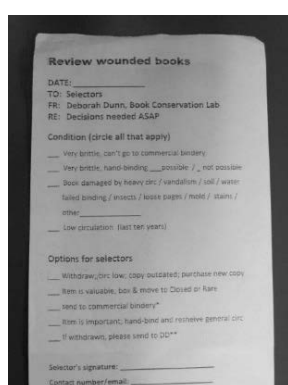 Review wounded books
DATE:
TO: Selectors
FR: Deborah Dunn, Book Conservation Lab
RE: Decisions needed ASAP
Condition (circle all that apply)
___ Very brittle, can't go to commercial bindery
___ Very brittle, hand-binding ___possible / _ not possible
___ Book damaged by heavy circ / vandalism / soil / water
failed binding / insects / loose pages / mold / stains /
other___________
___ Low circulation (last ten years)
Options for selectors
___ Withdraw; circ low; copy outdated; purchase new copy
___ Item is valuable, box & move to Closed or Rare
___ send to commercial bindery*
___ Item is important, hand-bind and reshelve general circ
___ If withdrawn, please send to DD**
Selector's signature: ___________
Contact number/email: ___________